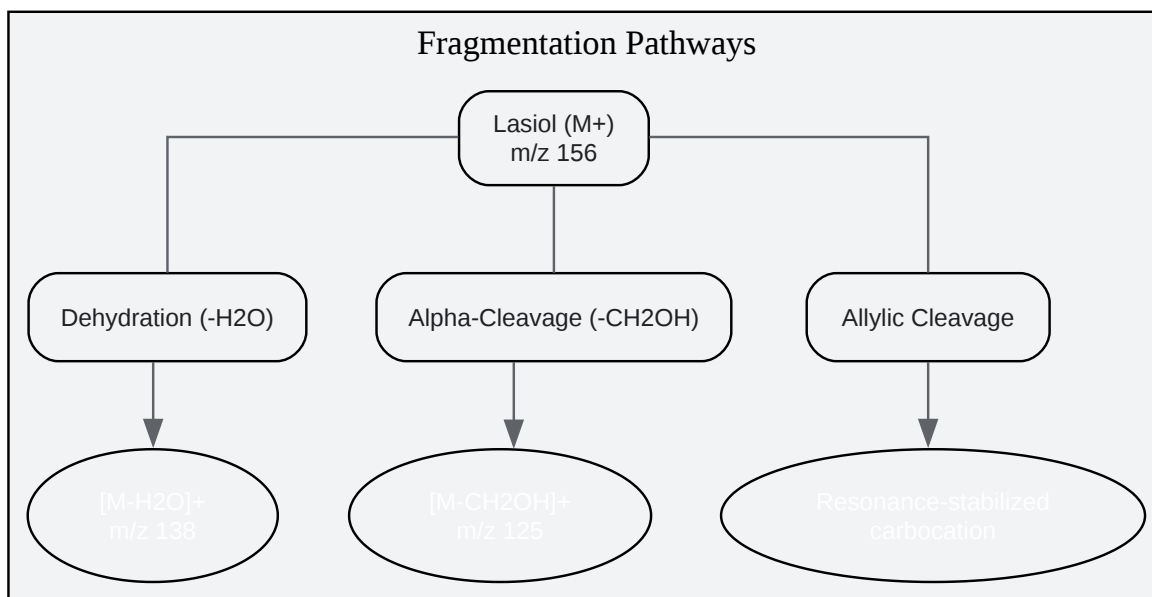 Fragmentation Pathways
Lasiol (M+)
m/z 156
Dehydration (-H2O)
Alpha-Cleavage (-CH2OH)
Allylic Cleavage
[M-H2O]+
m/z 138
[M-CH2OH]+
m/z 125
Resonance-stabilized
carbocation